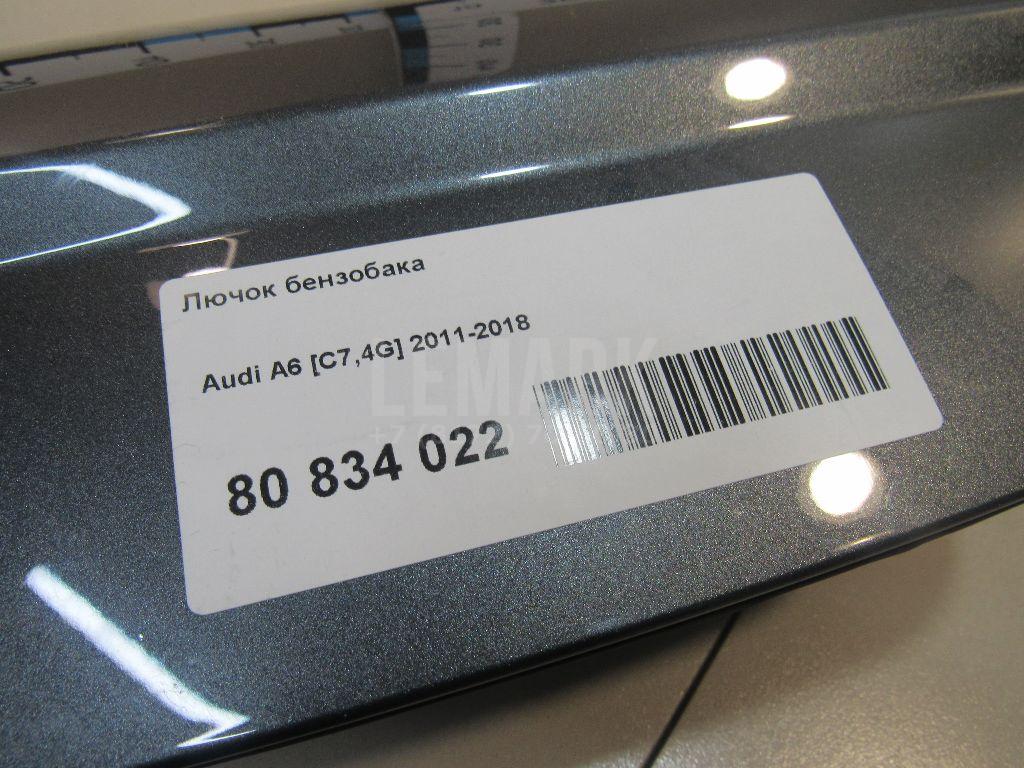 Лючок бензобака
Audi A6 [C7,4G] 2011-2018
LEMARK
80 834 022